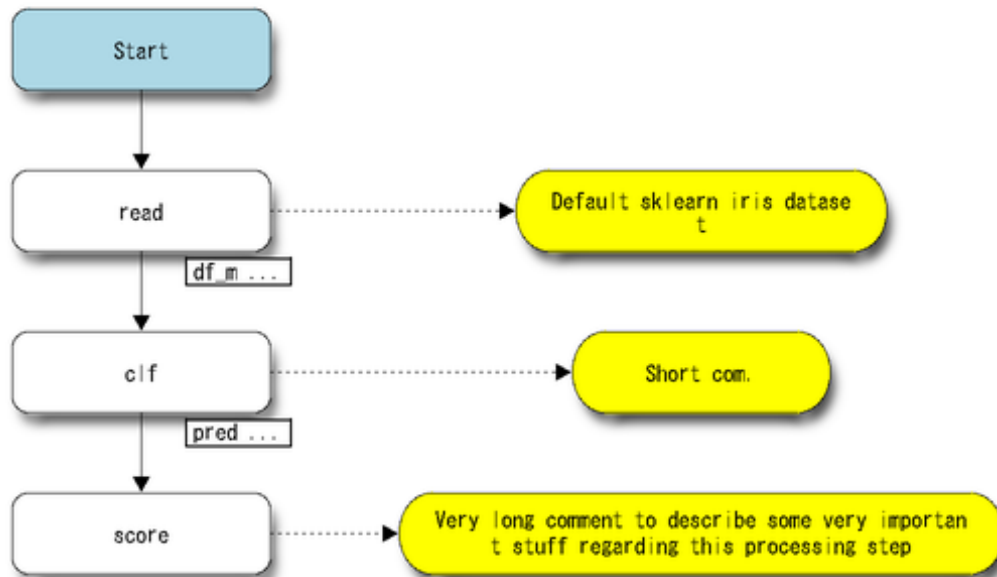 Start
read
Default sklearn iris datase
t
df_m ...
clf
Short com.
pred ...
score
Very long comment to describe some very importan
t stuff regarding this processing step